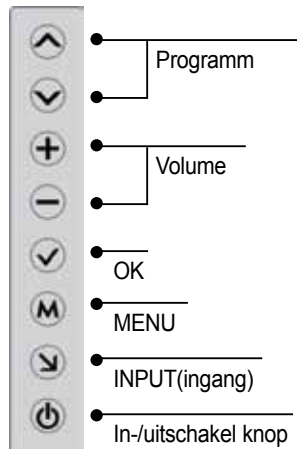 Programm
Volume
OK
M
MENU
INPUT(ingang)
In-/uitschakel knop